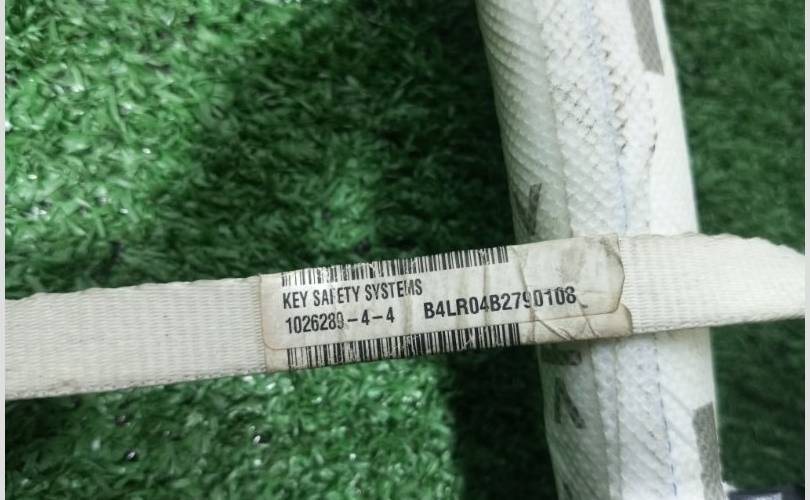 KEY SAFETY SYSTEMS
1026289-4-4 B4LR04B2790108